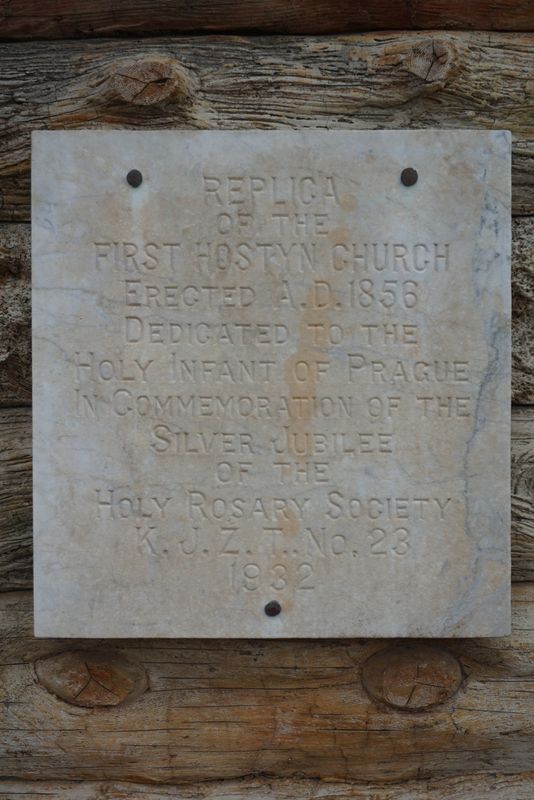 REPLICA
OF THE
FIRST HOSTYN CHURCH
ERECTED A.D. 1856
DEDICATED TO THE
HOLY INFANT OF PRAGUE
IN COMMEMORATION OF THE
SILVER JUBILEE
OF THE
HOLY ROSARY SOCIETY
K. J. Z. T., NO. 23
1932